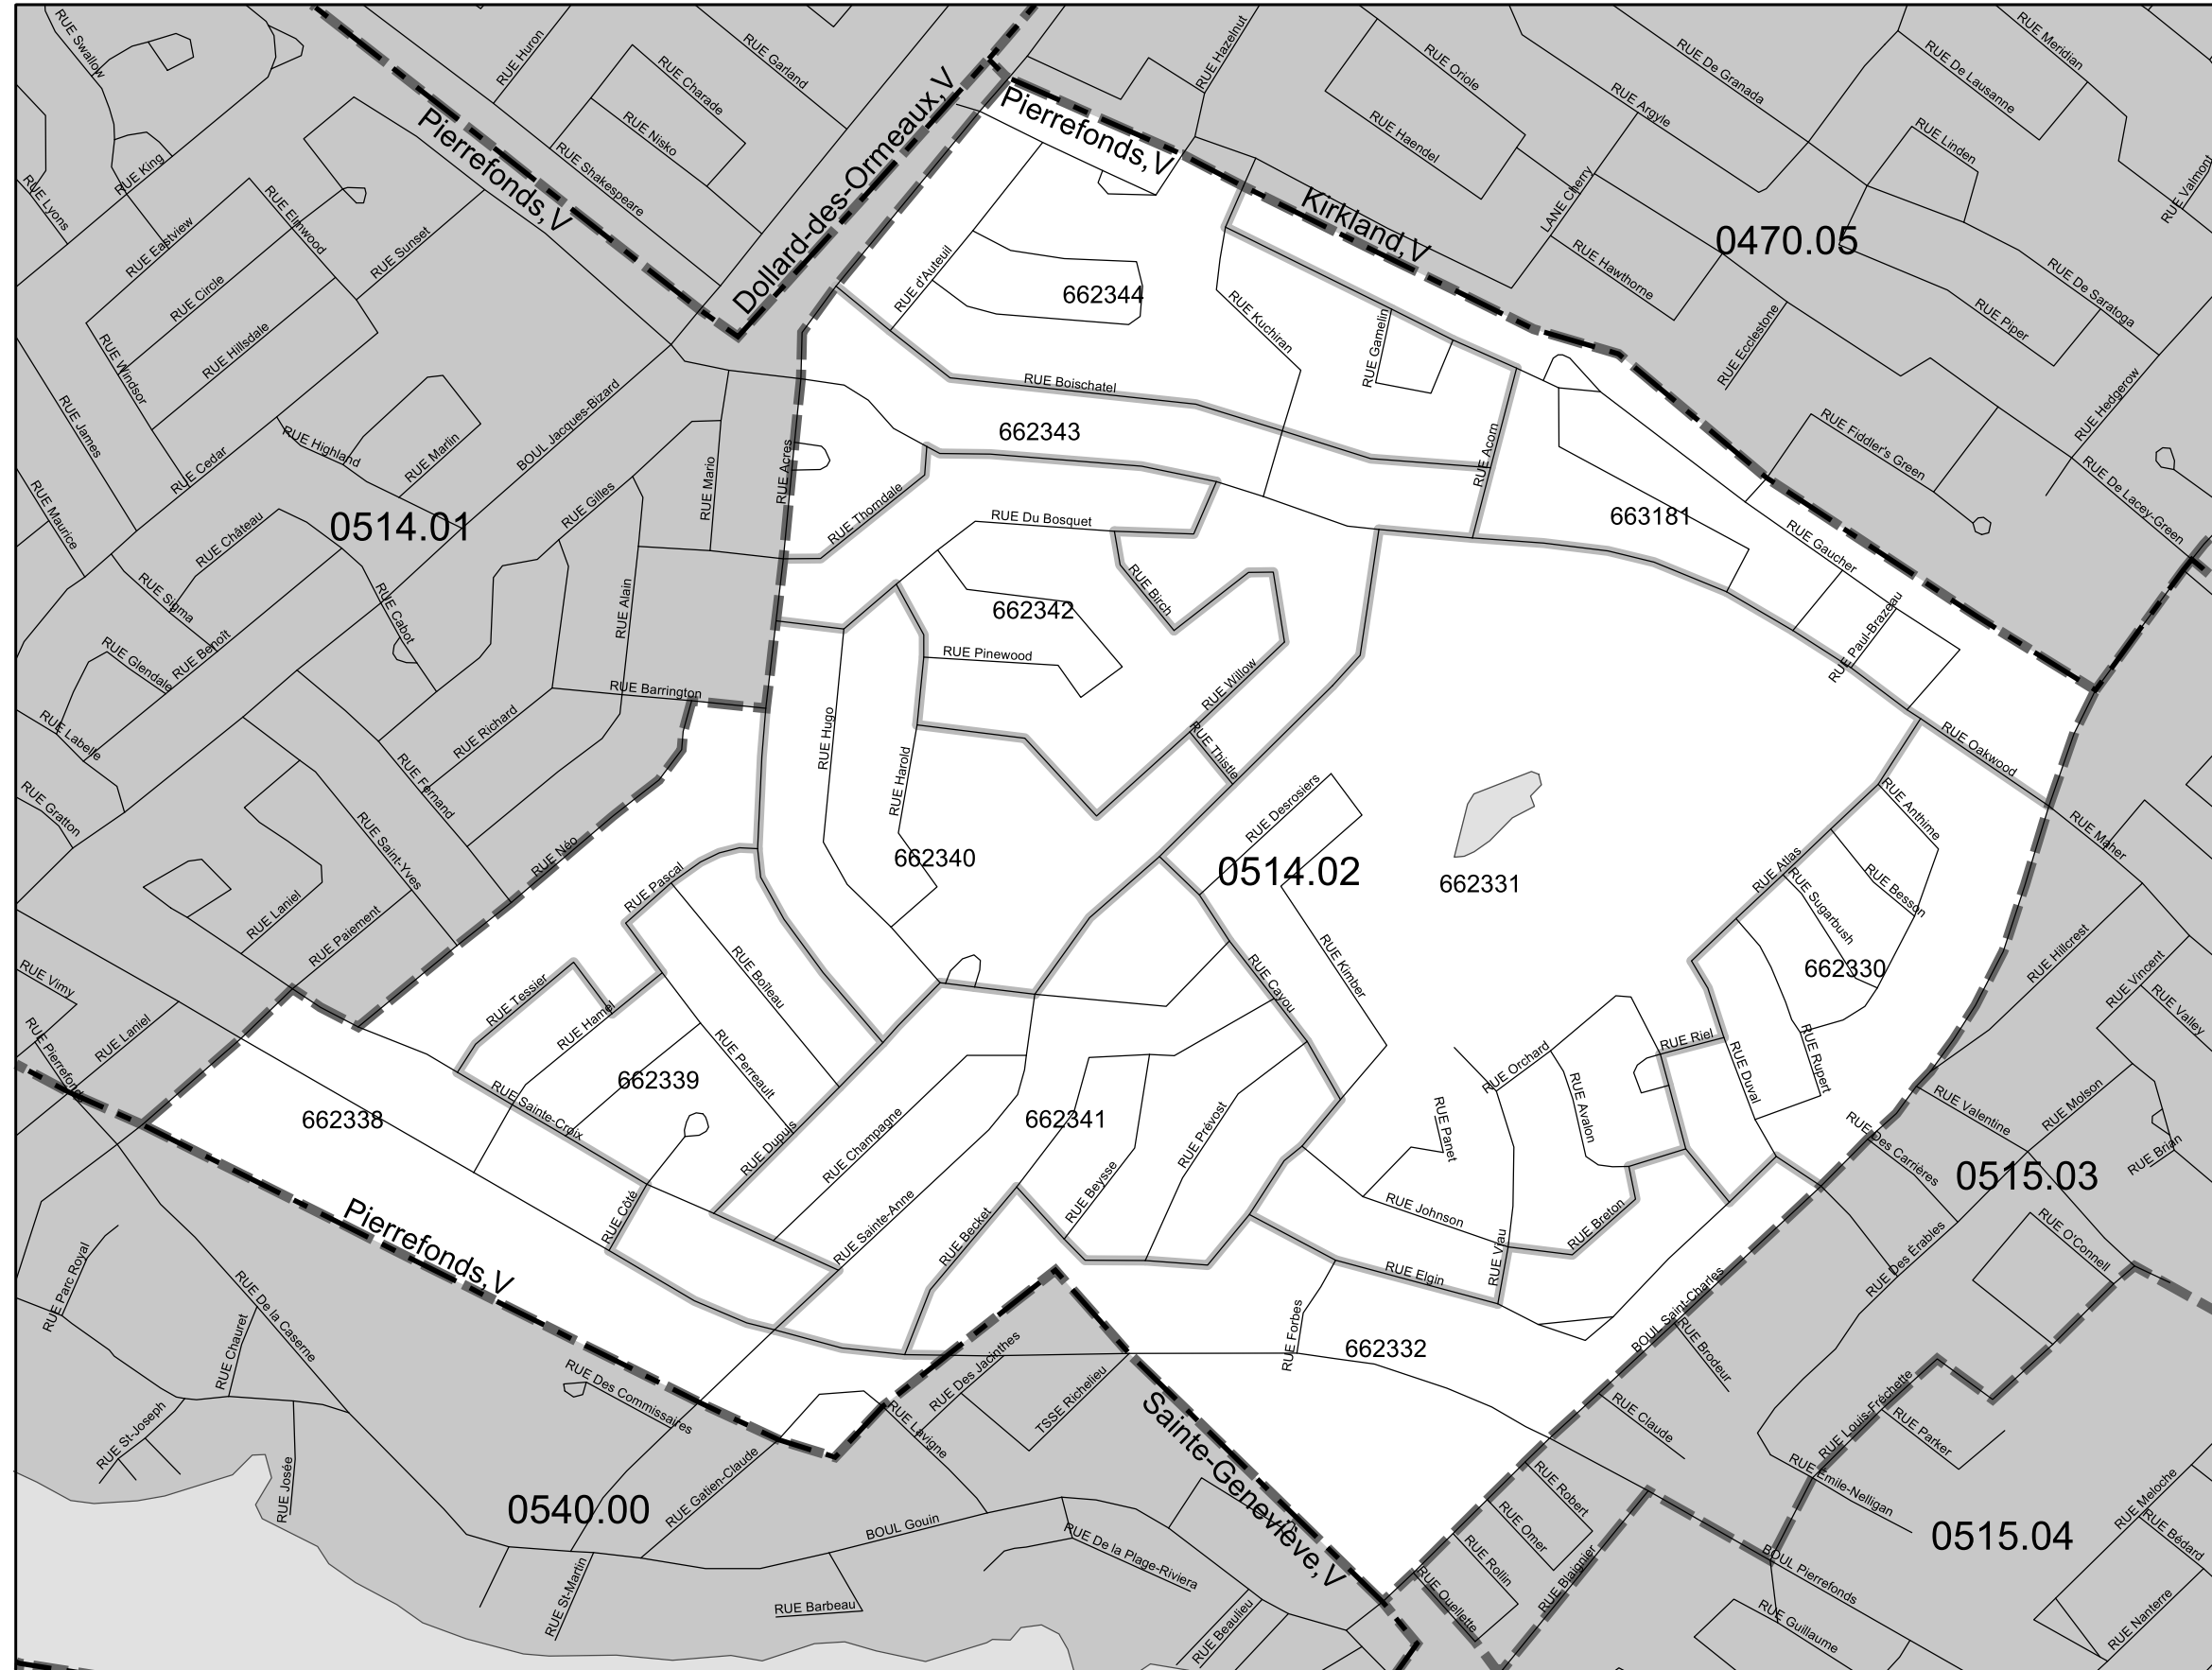 RUE Swallow
RUE Huron
RUE Garland
RUE Hazelnut
RUE Oriole
RUE De Granada
RUE De Lausanne
RUE Meridian
RUE Charade
RUE Nisko
RUE Shakespeare
Pierrefonds, V
Dollard-des-Ormeaux, V
Pierrefonds, V
RUE Haendel
RUE Argyle
RUE Linden
RUE Valmont
RUE King
RUE Lyons
RUE Eastview
RUE Elmwood
RUE Sunset
RUE Circle
RUE Hillsdale
RUE Windsor
RUE d'Auteuil
662344
RUE Kuchiran
Kirkland, V
LANE Cherry
0470.05
RUE Hawthorne
RUE De Saratoga
RUE Piper
RUE Ecclestone
RUE Gamelin
RUE James
RUE Cedar
RUE Highland
RUE Marlin
BOUL Jacques-Bizard
RUE Boischatel
662343
RUE Hedgerow
RUE Fiddler's Green
RUE De Lacey-Green
RUE Acorn
RUE Acres
RUE Mario
RUE Maurice
RUE Château
0514.01
RUE Gilles
RUE Thorndale
RUE Du Bosquet
663181
RUE Gaucher
RUE Sigma
RUE Cabot
RUE Alain
RUE Birch
662342
RUE Paul-Brazeau
RUE Glendale
RUE Benoît
RUE Pinewood
RUE Willow
RUE Barrington
RUE Labelle
RUE Richard
RUE Hugo
RUE Harold
RUE Thistle
RUE Oakwood
RUE Gratton
RUE Fernand
RUE Saint-Yves
RUE Néo
RUE Desrosiers
RUE Anthime
RUE Maher
662340
0514.02
662331
RUE Atlas
RUE Besson
RUE Sugarbush
RUE Pascal
RUE Laniel
RUE Paiement
RUE Boileau
RUE Kimber
662330
RUE Hillcrest
RUE Vincent
RUE Valley
RUE Vimy
RUE Laniel
RUE Pierrefonds
RUE Tessier
RUE Hamel
RUE Cayou
RUE Perreault
662339
RUE Orchard
RUE Riel
RUE Avalon
RUE Duval
RUE Rupert
RUE Valentine
RUE Molson
RUE Brian
662338
RUE Sainte-Croix
RUE Dupuis
RUE Champagne
662341
RUE Prévost
RUE Beysse
RUE Panet
RUE Des Carrières
0515.03
Pierrefonds, V
RUE Côté
RUE Sainte-Anne
RUE Becket
RUE Johnson
RUE Viau
RUE Breton
RUE Elgin
RUE Des Érables
RUE O'Connell
RUE Parc Royal
RUE De la Caserne
RUE Chauret
RUE Forbes
662332
BOUL Saint-Charles
RUE Brodeur
RUE Des Commissaires
RUE Des Jacinthes
TSSE Richelieu
RUE Lavigne
RUE Gatien-Claude
Sainte-Geneviève, V
RUE Claude
RUE Louis-Fréchette
RUE Parker
RUE Émile-Nelligan
RUE St-Joseph
RUE Josée
0540.00
BOUL Gouin
RUE De la Plage-Riviera
RUE Robert
RUE Omer
RUE Rollin
RUE Ouellette
RUE Blaignier
BOUL Pierrefonds
0515.04
RUE Meloche
RUE Bédard
RUE St-Martin
RUE Barbeau
RUE Beaulieu
RUE Guillaume
RUE Nanterre